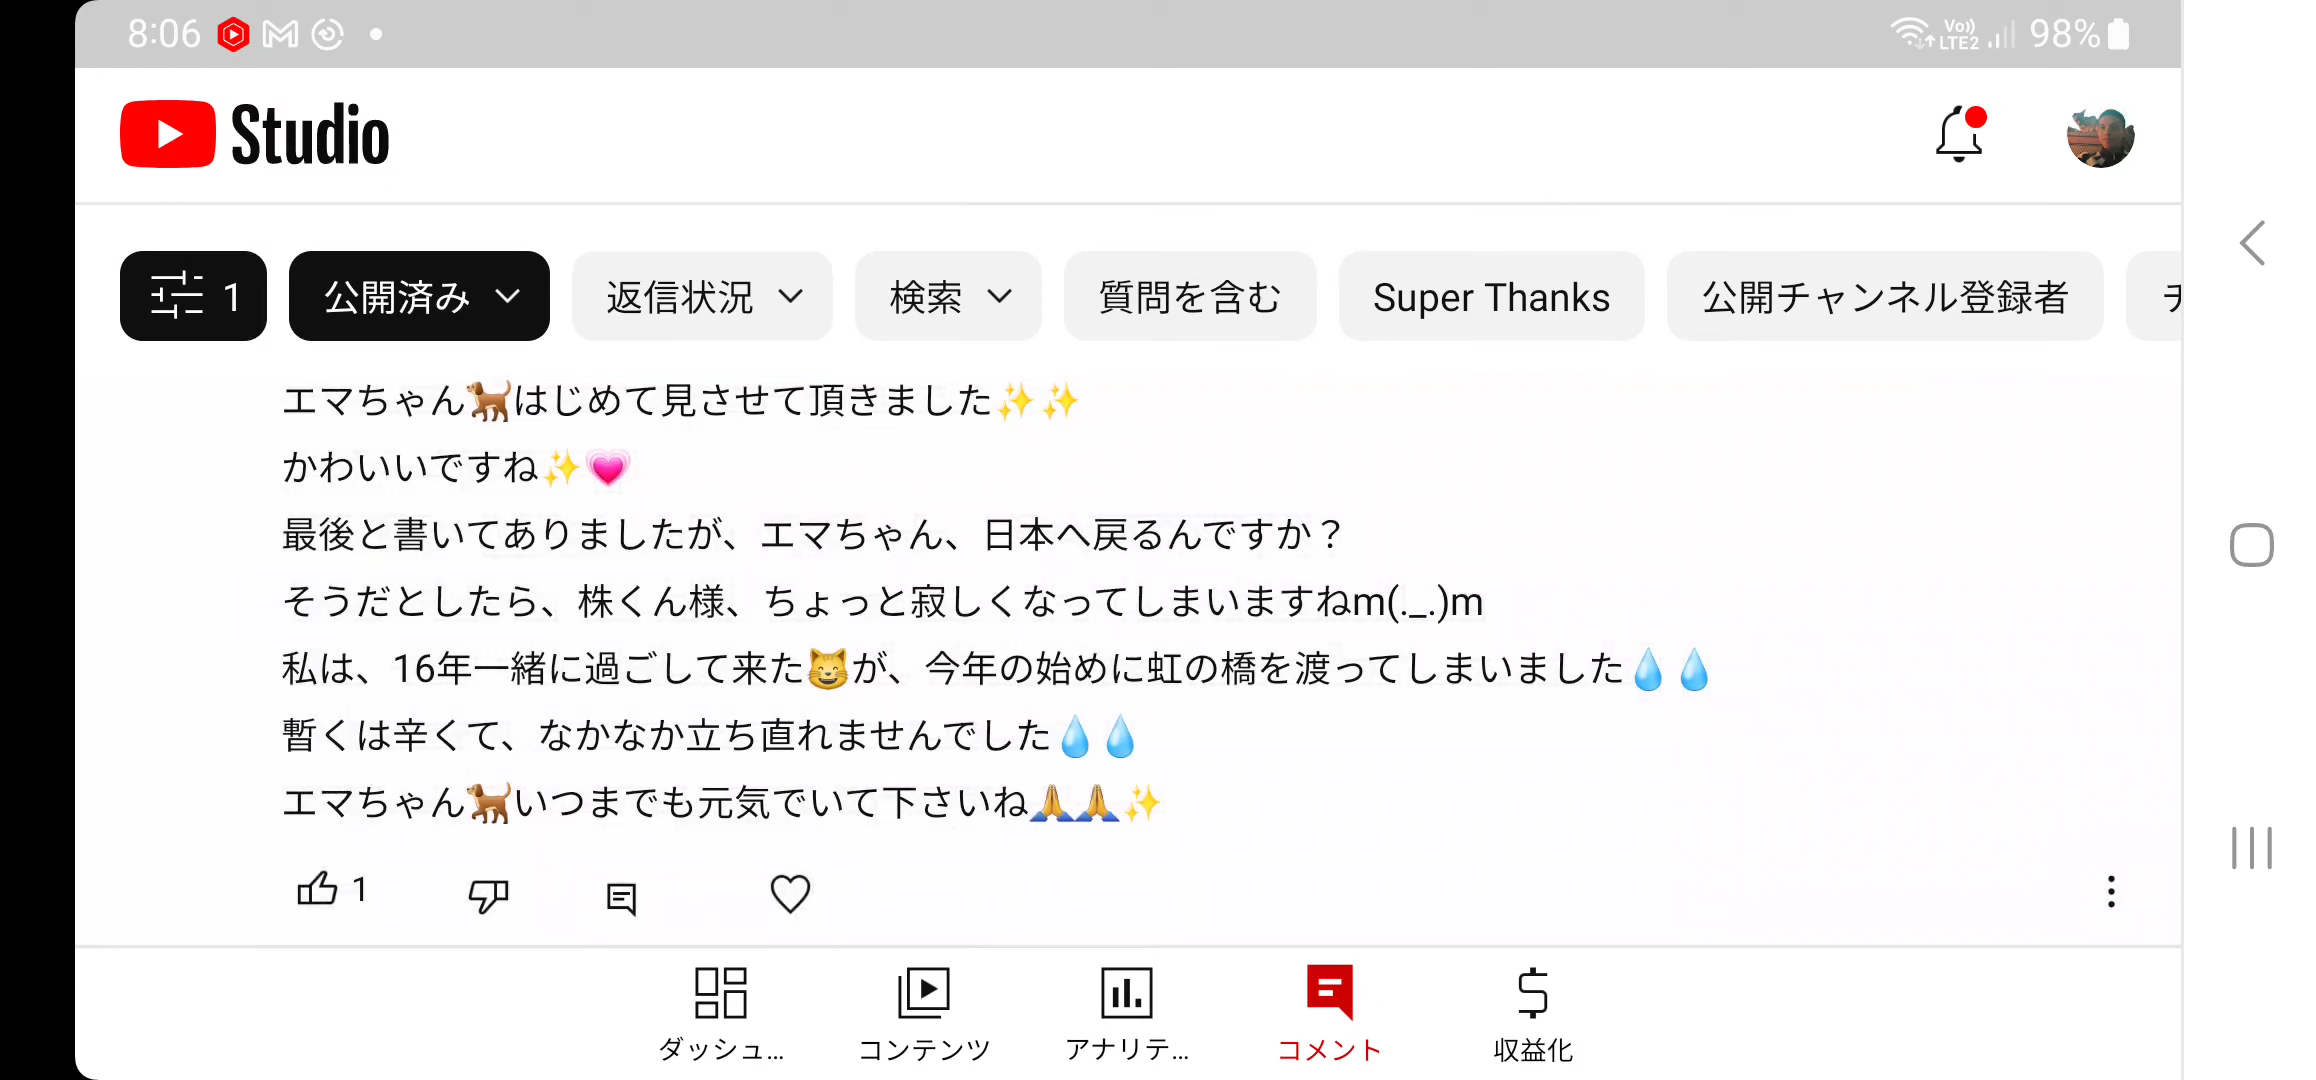 8:06
Vo)) LTE2 98%
Studio
1 公開済み 返信状況 検索 質問を含む Super Thanks 公開チャンネル登録者
エマちゃん🐕はじめて見させて頂きました✨✨
かわいいですね✨💗
最後と書いてありましたが、エマちゃん、日本へ戻るんですか？
そうだとしたら、株くん様、ちょっと寂しくなってしまいますねm(._.)m
私は、16年一緒に過ごして来た😸が、今年の始めに虹の橋を渡ってしまいました💧💧
暫くは辛くて、なかなか立ち直れませんでした💧💧
エマちゃん🐕いつまでも元気でいて下さいね🙏🙏✨
1
ダッシュ... コンテンツ アナリテ... コメント 収益化